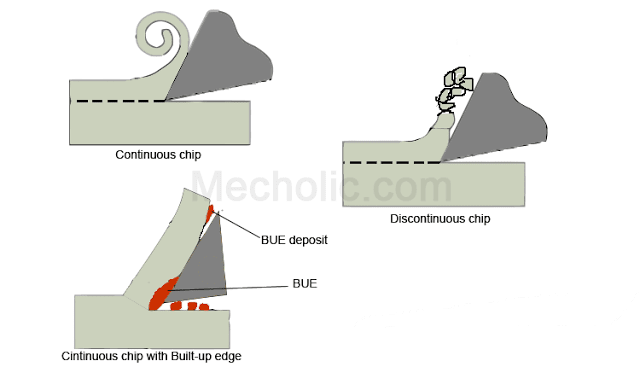 Continuous chip
Mecholic.com
Discontinuous chip
BUE deposit
BUE
Cintinuous chip with Built-up edge